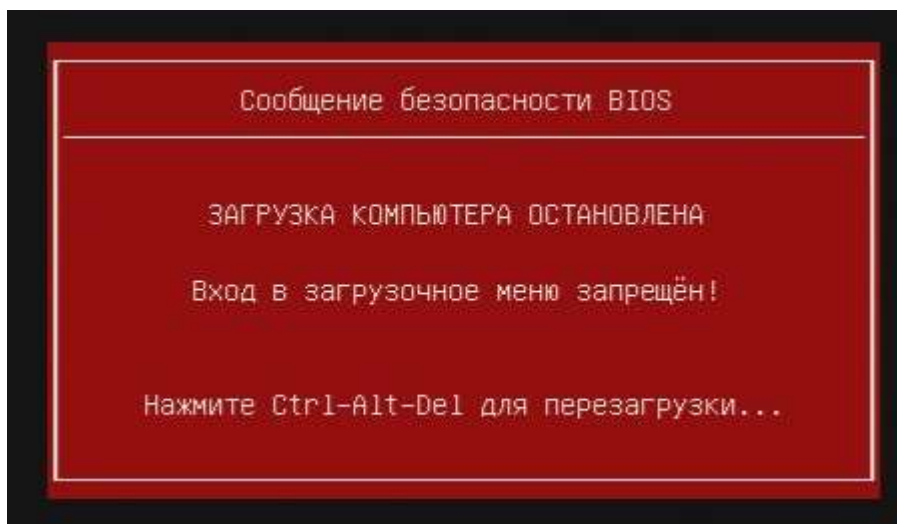 Сообщение безопасности BIOS
ЗАГРУЗКА КОМПЬЮТЕРА ОСТАНОВЛЕНА
Вход в загрузочное меню запрещён!
Нажмите Ctrl-Alt-Del для перезагрузки...